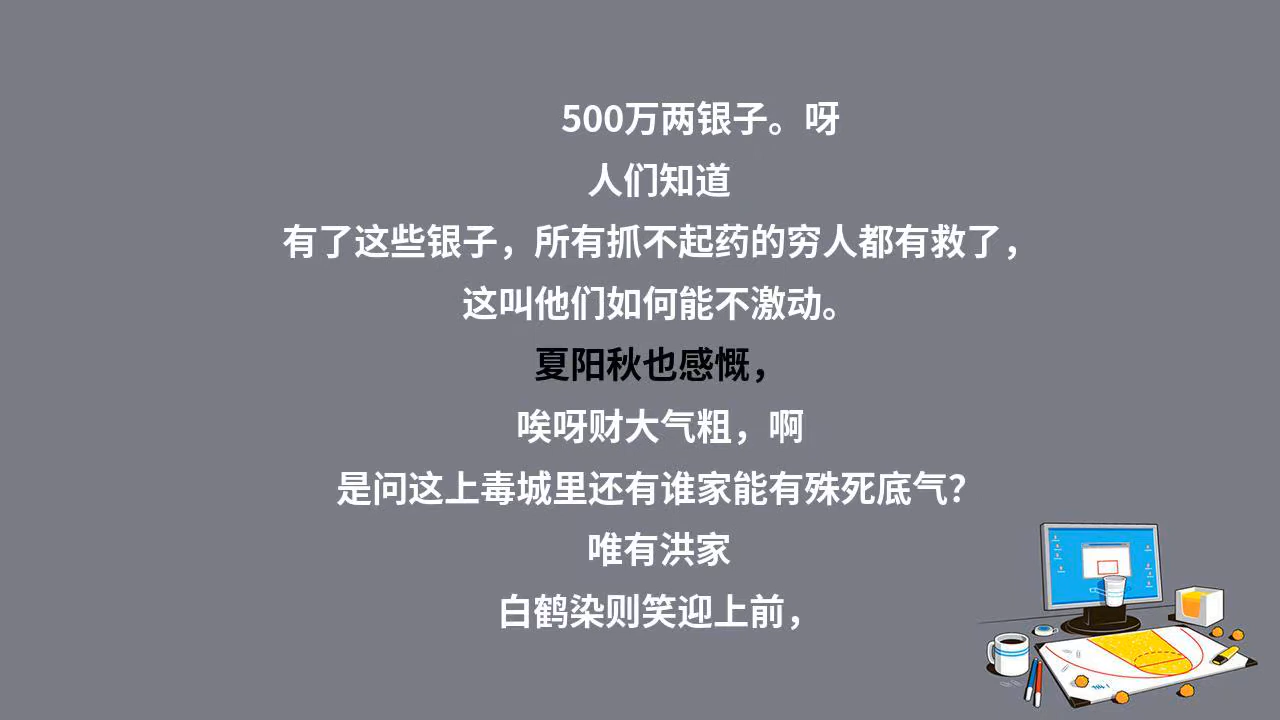 500万两银子。呀
人们知道
有了这些银子，所有抓不起药的穷人都有救了，
这叫他们如何能不激动。
夏阳秋也感慨，
唉呀财大气粗，啊
是问这上毒城里还有谁家能有殊死底气？
唯有洪家
白鹤染则笑迎上前，